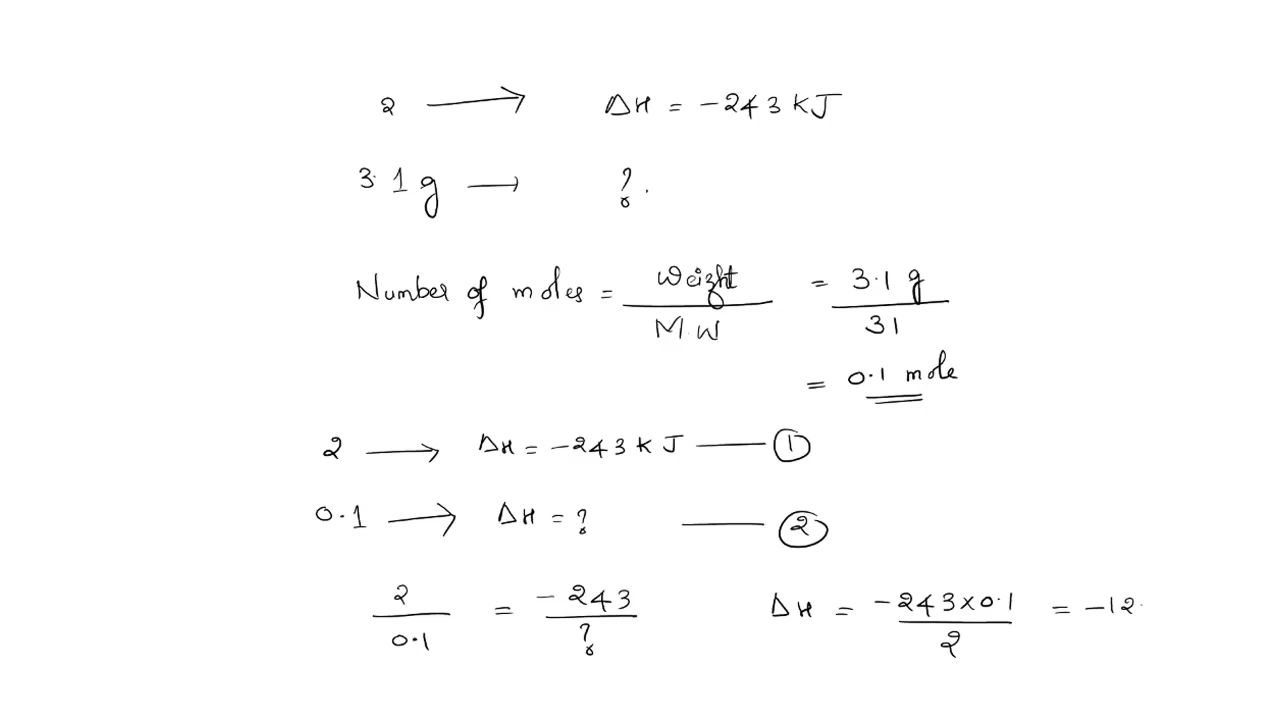 2 ⟶ ΔH = -243 kJ
3.1 g ⟶ ?.
Number of moles = Weight / M.W = 3.1 g / 31
= 0.1 mole
2 ⟶ ΔH = -243 kJ —— ①
0.1 ⟶ ΔH = ? —— ②
2 / 0.1 = -243 / ? ΔH = -243 × 0.1 / 2 = -12.